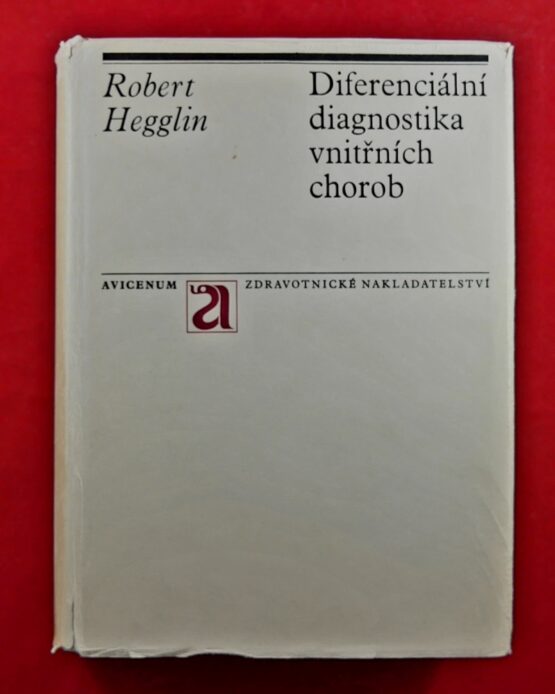 Robert
Hegglin
Diferenciální
diagnostika
vnitřních
chorob
AVICENUM
ZDRAVOTNICKÉ NAKLADATELSTVÍ